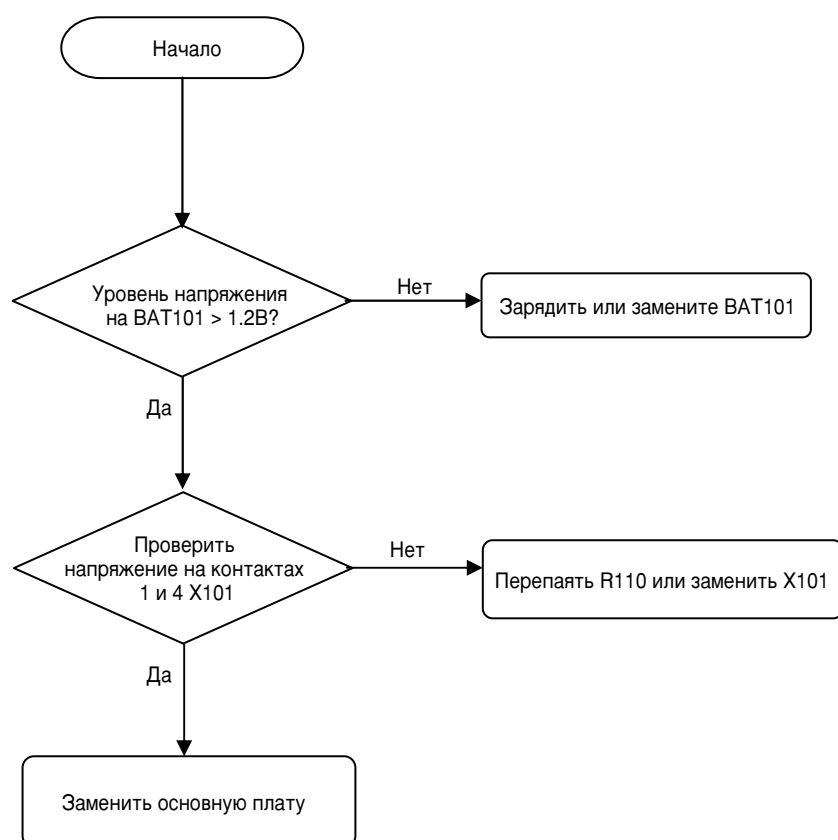 Начало
Уровень напряжения
на BAT101 > 1.2В?
Нет
Зарядить или замените BAT101
Да
Проверить
напряжение на контактах
1 и 4 X101
Нет
Перепаять R110 или заменить X101
Да
Заменить основную плату